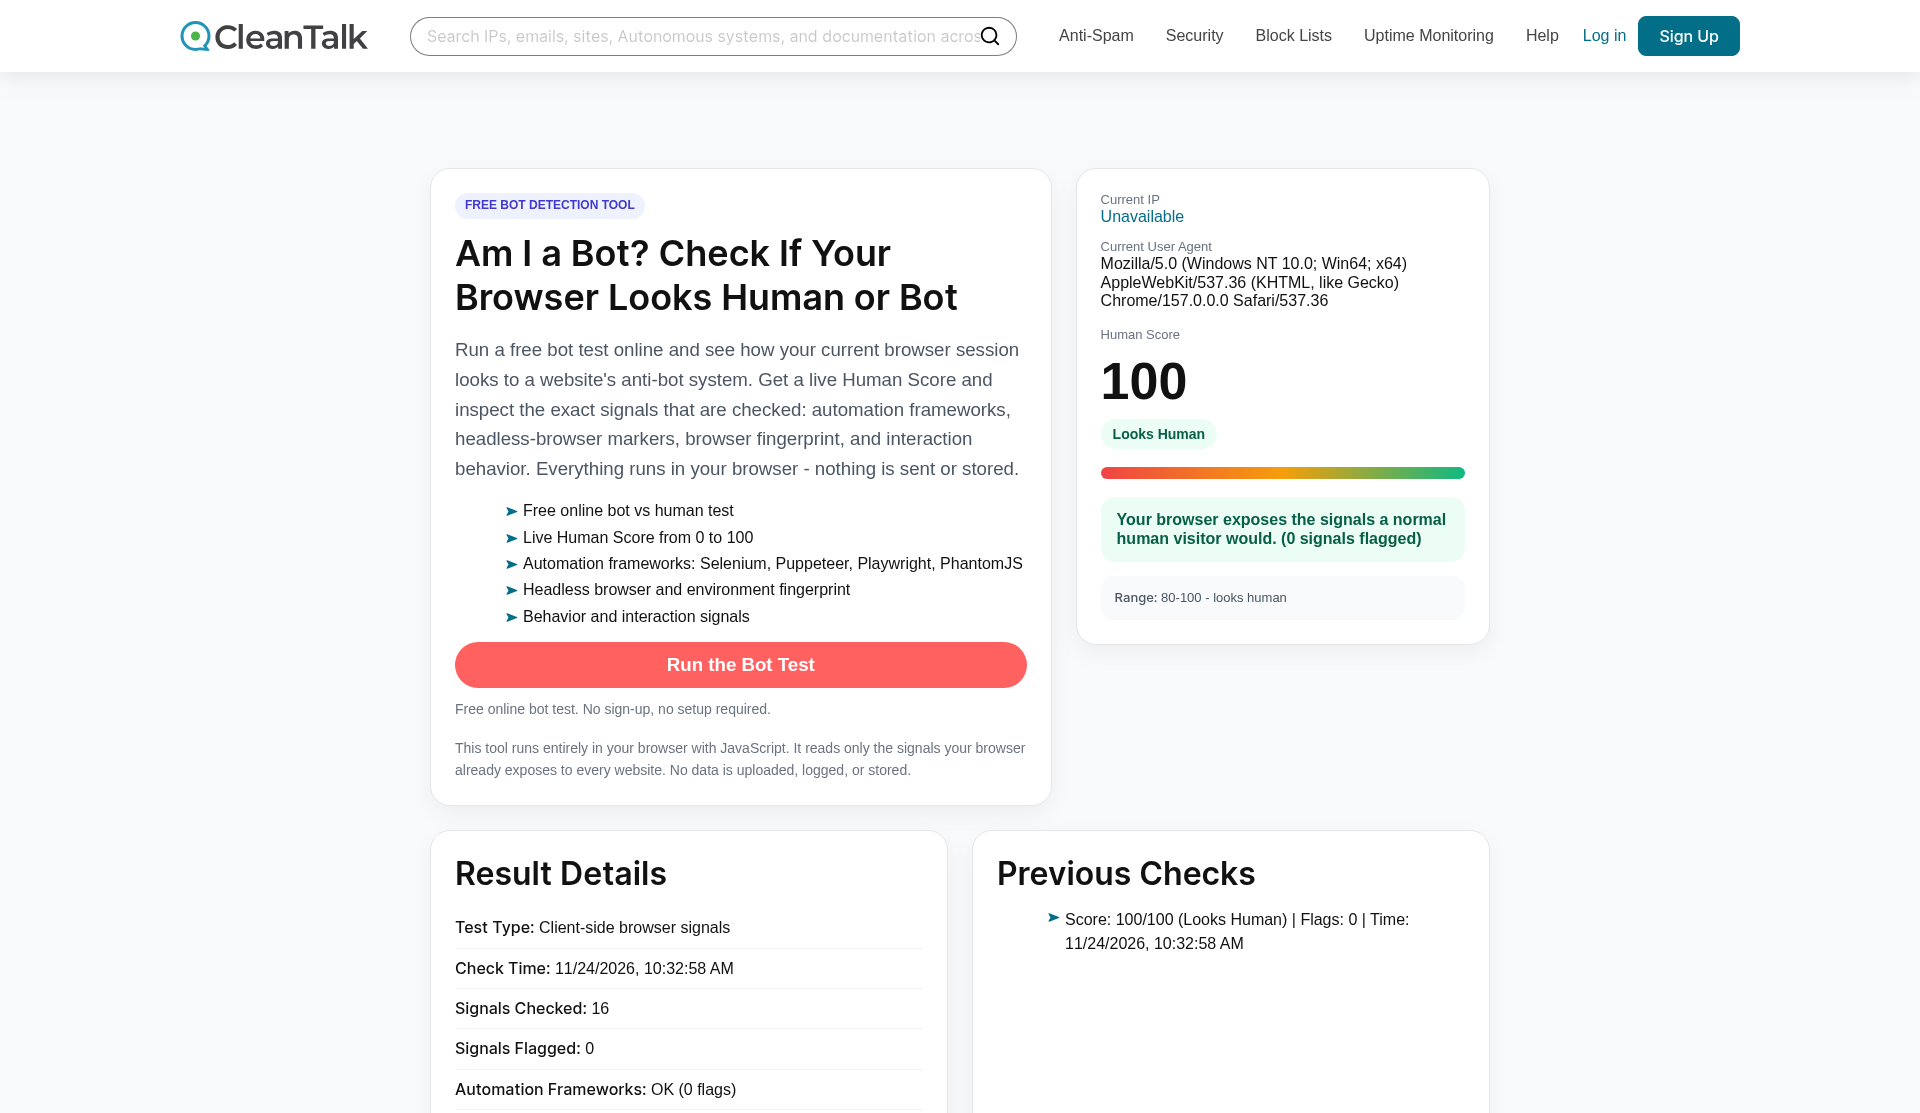 CleanTalk
Search IPs, emails, sites, Autonomous systems, and documentation acros
Anti-Spam
Security
Block Lists
Uptime Monitoring
Help
Log in
Sign Up
FREE BOT DETECTION TOOL
Am I a Bot? Check If Your
Browser Looks Human or Bot
Run a free bot test online and see how your current browser session
looks to a website's anti-bot system. Get a live Human Score and
inspect the exact signals that are checked: automation frameworks,
headless-browser markers, browser fingerprint, and interaction
behavior. Everything runs in your browser - nothing is sent or stored.
Free online bot vs human test
Live Human Score from 0 to 100
Automation frameworks: Selenium, Puppeteer, Playwright, PhantomJS
Headless browser and environment fingerprint
Behavior and interaction signals
Run the Bot Test
Free online bot test. No sign-up, no setup required.
This tool runs entirely in your browser with JavaScript. It reads only the signals your browser
already exposes to every website. No data is uploaded, logged, or stored.
Current IP
Unavailable
Current User Agent
Mozilla/5.0 (Windows NT 10.0; Win64; x64)
AppleWebKit/537.36 (KHTML, like Gecko)
Chrome/157.0.0.0 Safari/537.36
Human Score
100
Looks Human
Your browser exposes the signals a normal
human visitor would. (0 signals flagged)
Range: 80-100 - looks human
Result Details
Test Type: Client-side browser signals
Check Time: 11/24/2026, 10:32:58 AM
Signals Checked: 16
Signals Flagged: 0
Automation Frameworks: OK (0 flags)
Previous Checks
Score: 100/100 (Looks Human) | Flags: 0 | Time:
11/24/2026, 10:32:58 AM